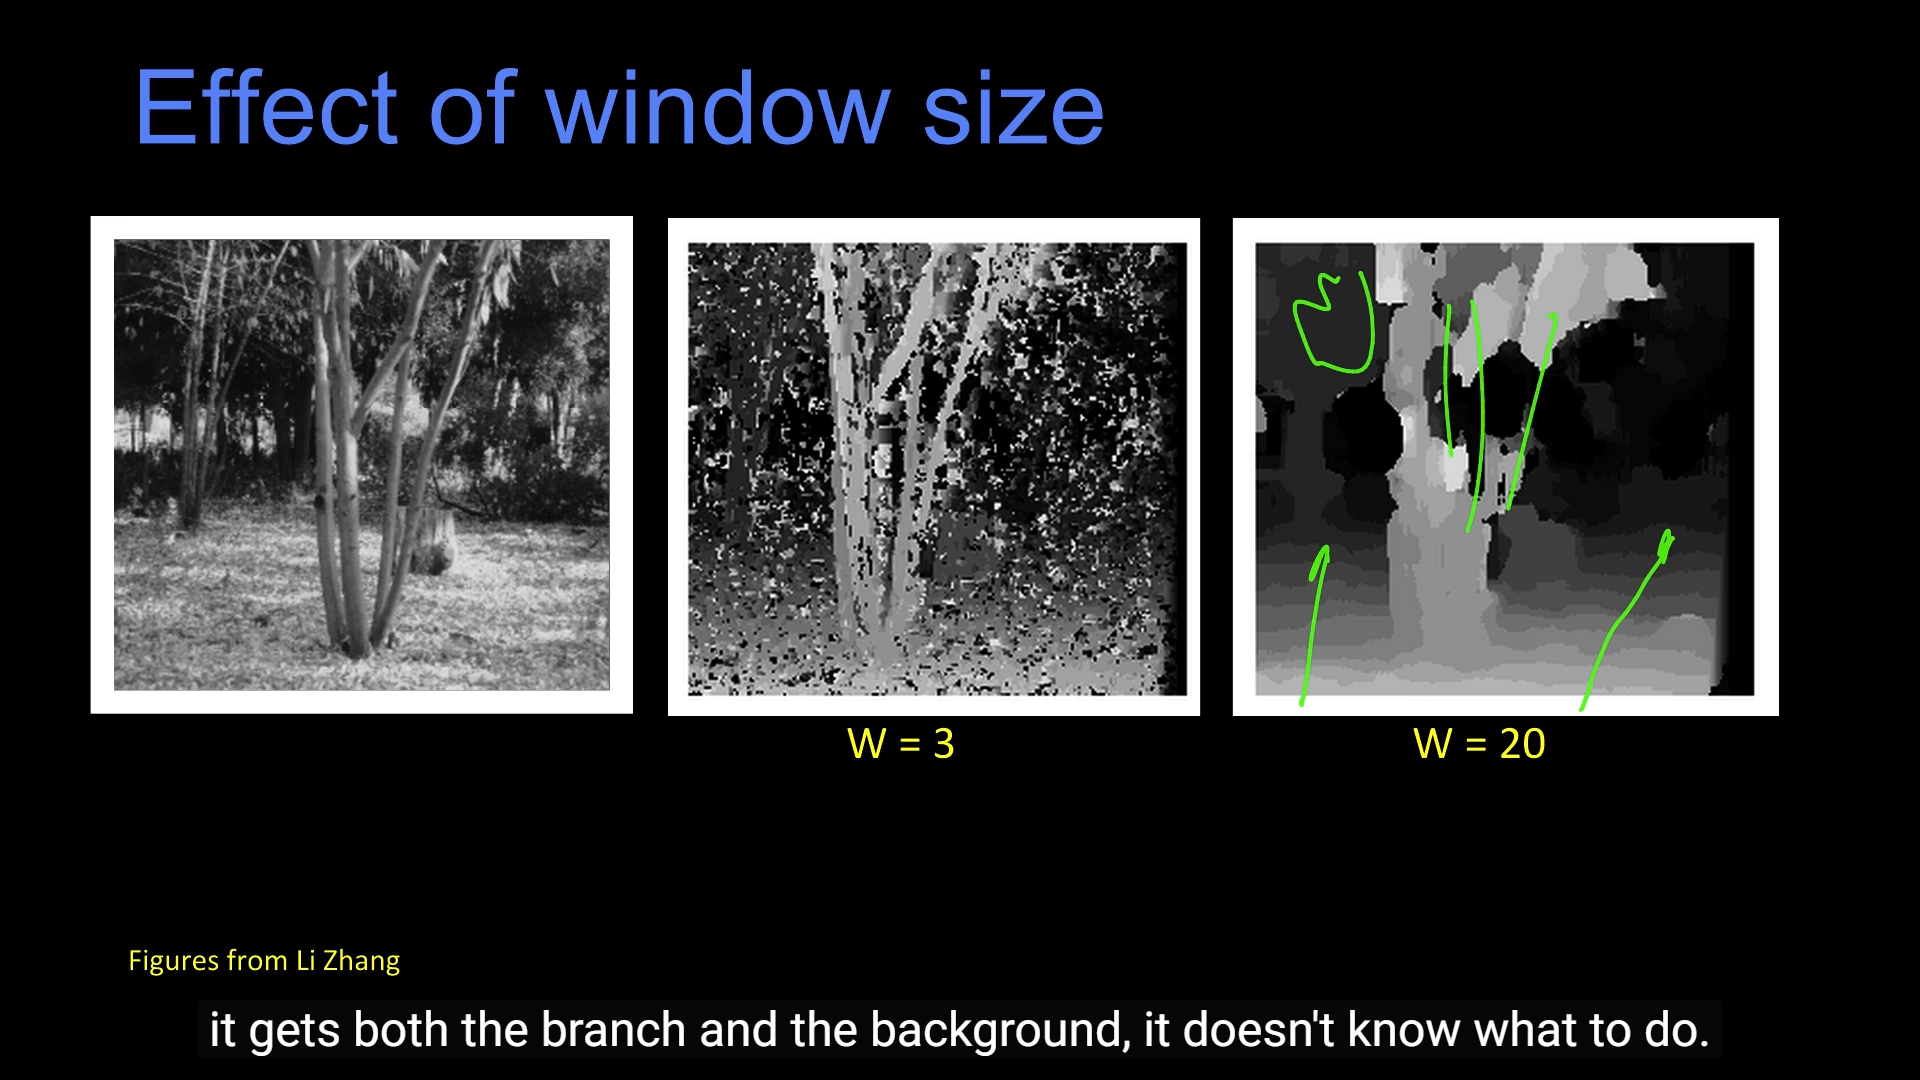 Effect of window size
W = 3
W = 20
Figures from Li Zhang
it gets both the branch and the background, it doesn't know what to do.